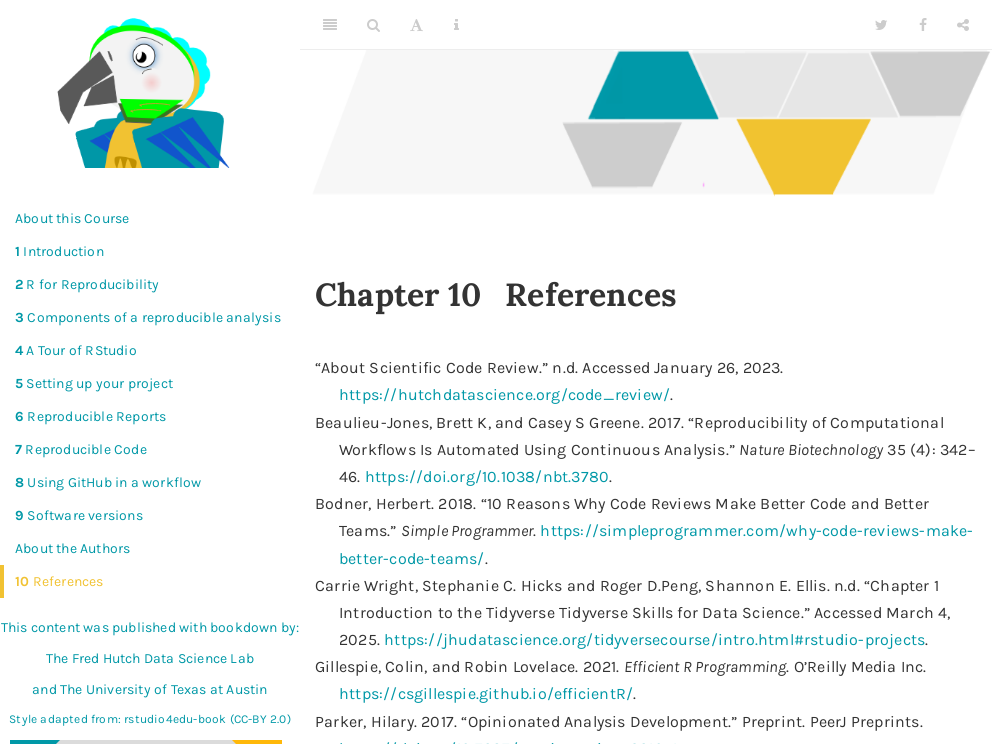 About this Course
1 Introduction
2 R for Reproducibility
3 Components of a reproducible analysis
4 A Tour of RStudio
5 Setting up your project
6 Reproducible Reports
7 Reproducible Code
8 Using GitHub in a workflow
9 Software versions
About the Authors
10 References
This content was published with bookdown by:
The Fred Hutch Data Science Lab
and The University of Texas at Austin
Style adapted from: rstudio4edu-book (CC-BY 2.0)
Chapter 10 References
“About Scientific Code Review.” n.d. Accessed January 26, 2023.
https://hutchdatascience.org/code_review/.
Beaulieu-Jones, Brett K, and Casey S Greene. 2017. “Reproducibility of Computational
Workflows Is Automated Using Continuous Analysis.” Nature Biotechnology 35 (4): 342–
46. https://doi.org/10.1038/nbt.3780.
Bodner, Herbert. 2018. “10 Reasons Why Code Reviews Make Better Code and Better
Teams.” Simple Programmer. https://simpleprogrammer.com/why-code-reviews-make-
better-code-teams/.
Carrie Wright, Stephanie C. Hicks and Roger D.Peng, Shannon E. Ellis. n.d. “Chapter 1
Introduction to the Tidyverse Tidyverse Skills for Data Science.” Accessed March 4,
2025. https://jhudatascience.org/tidyversecourse/intro.html#rstudio-projects.
Gillespie, Colin, and Robin Lovelace. 2021. Efficient R Programming. O’Reilly Media Inc.
https://csgillespie.github.io/efficientR/.
Parker, Hilary. 2017. “Opinionated Analysis Development.” Preprint. PeerJ Preprints.